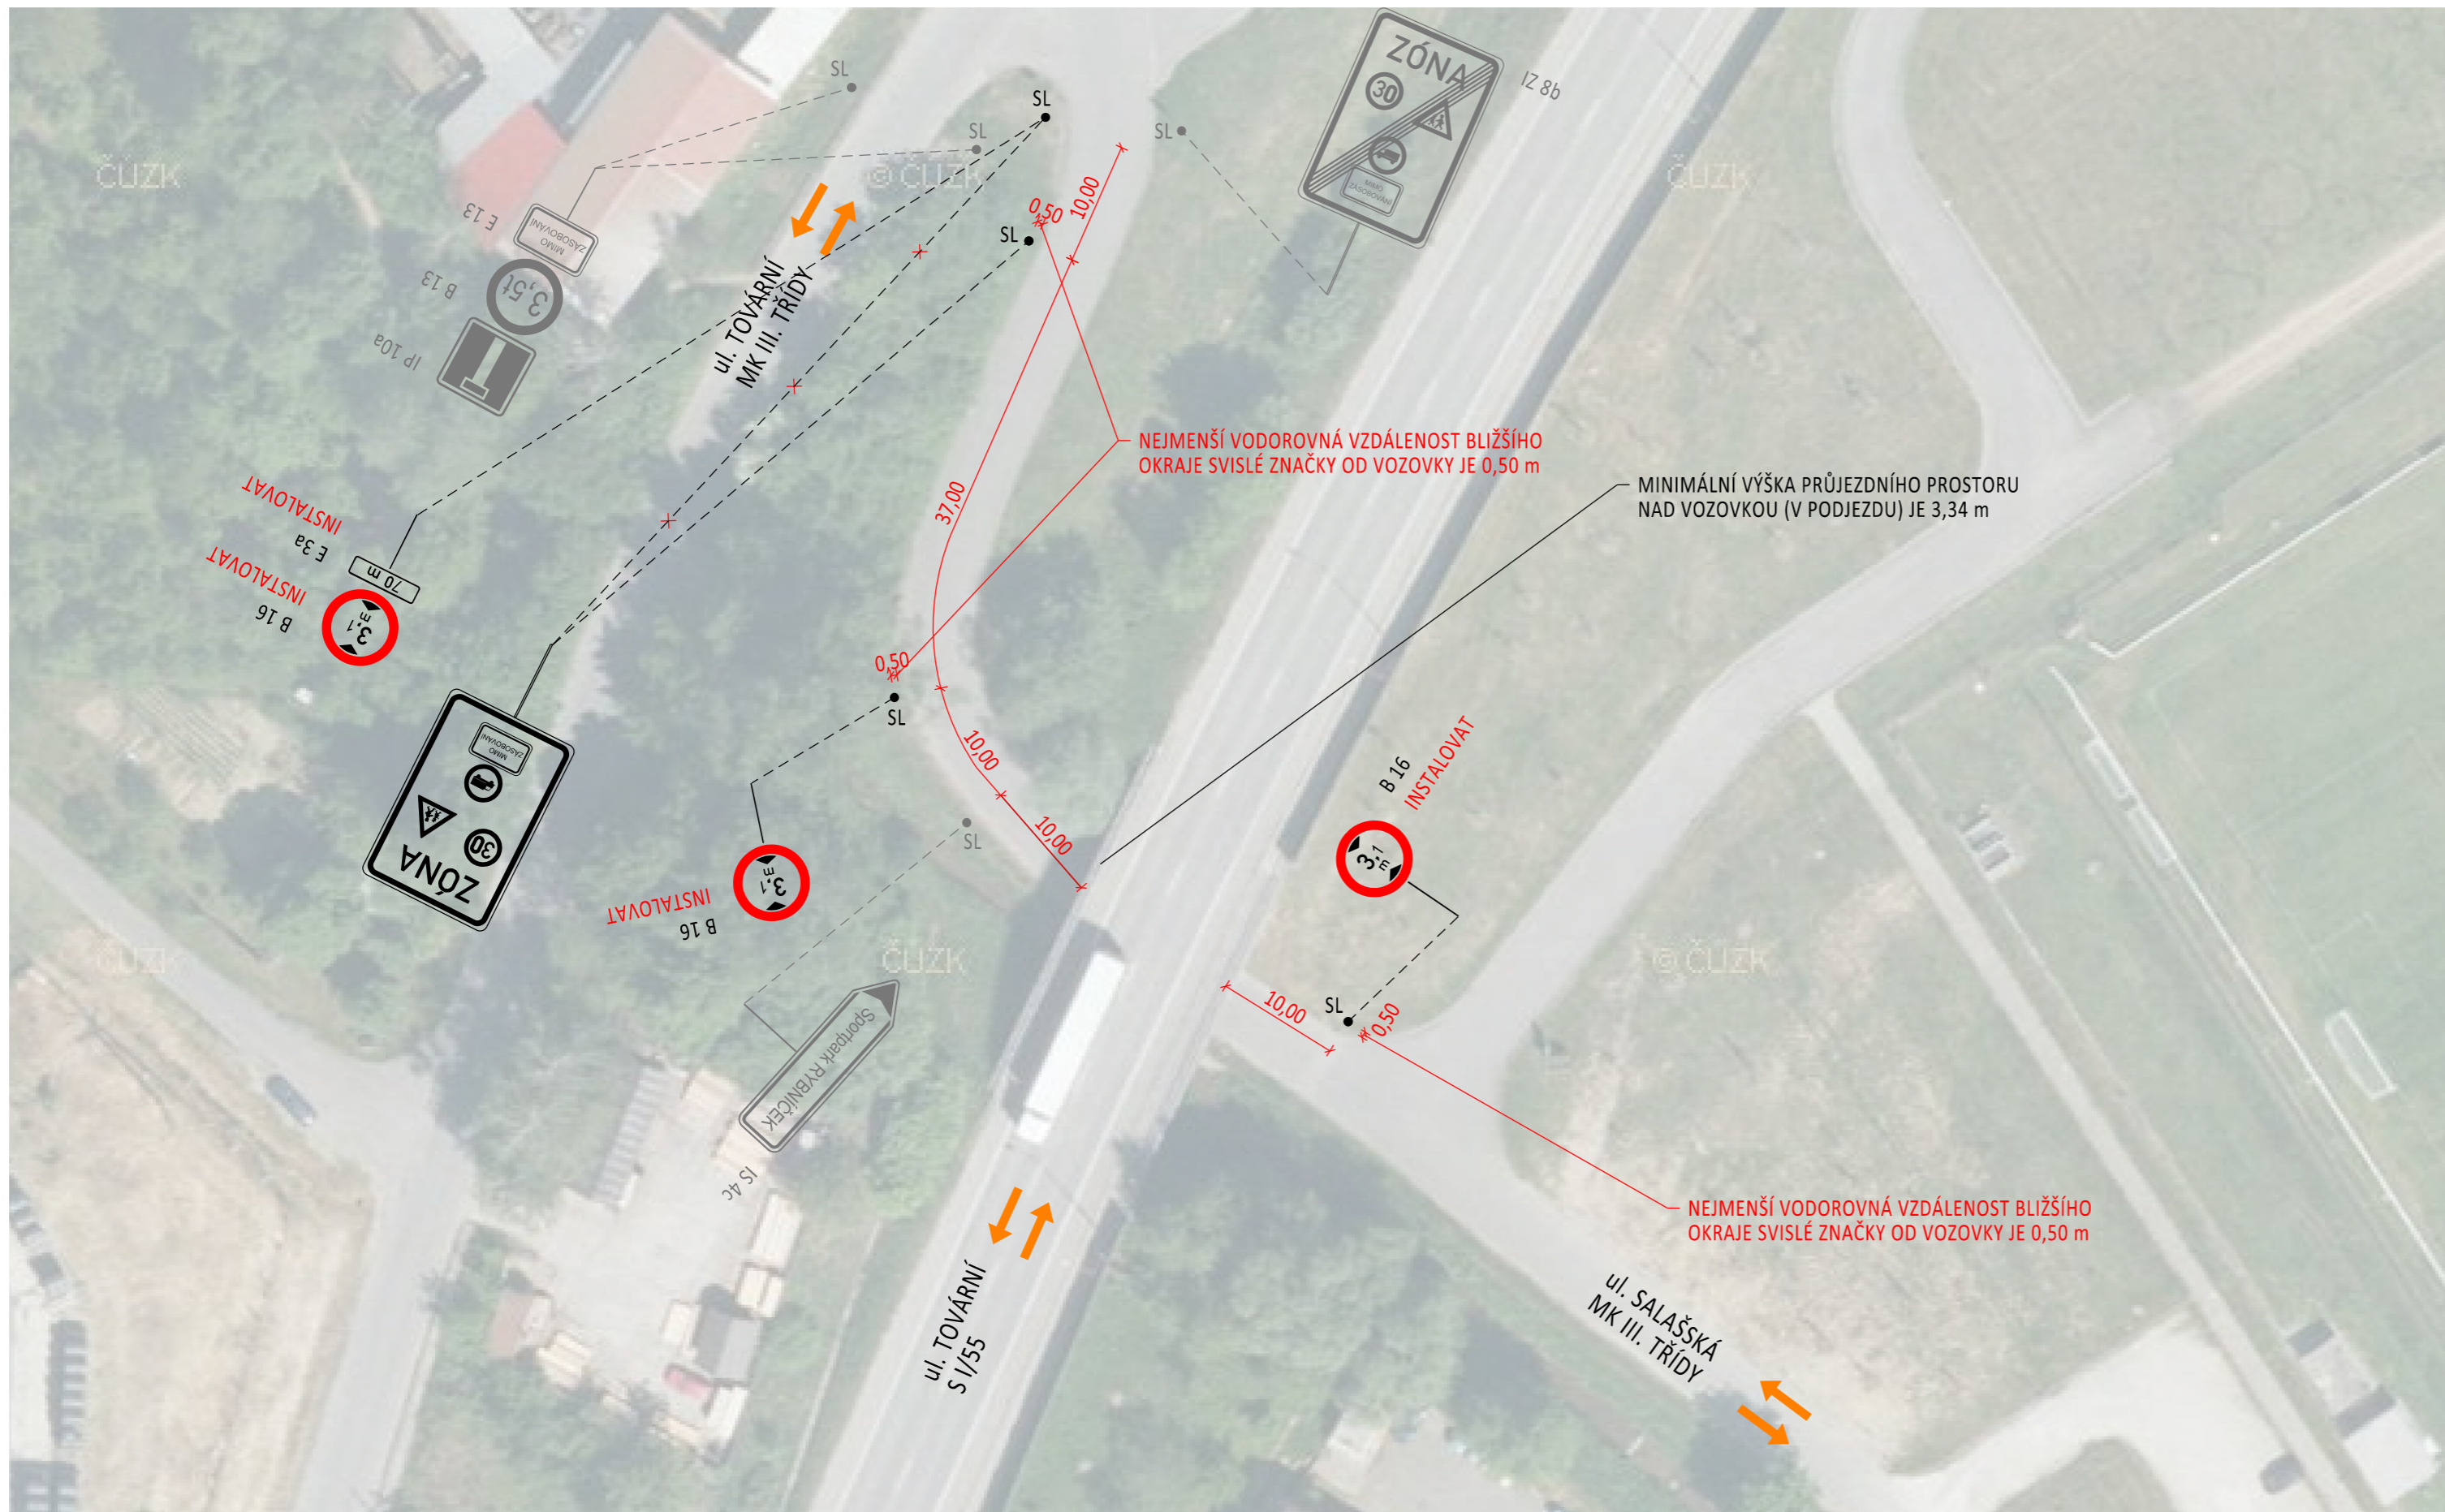 SL
SL
SL
SL
SL
ZÓNA
30
MIMO
ZÁSOBOVÁNÍ
IZ 8b
ČÚZK
© ČÚZK
ČÚZK
10,00
0,50
E 13
MIMO
ZÁSOBOVÁNÍ
B 13
3,5t
IP 10a
ul. TOVÁRNÍ
MK III. TŘÍDY
NEJMENŠÍ VODOROVNÁ VZDÁLENOST BLIŽŠÍHO
OKRAJE SVISLÉ ZNAČKY OD VOZOVKY JE 0,50 m
MINIMÁLNÍ VÝŠKA PRŮJEZDNÍHO PROSTORU
NAD VOZOVKOU (V PODJEZDU) JE 3,34 m
37,00
INSTALOVAT
E 3a
70 m
INSTALOVAT
B 16
3,1
m
0,50
SL
MIMO
ZÁSOBOVÁNÍ
30
ZÓNA
10,00
10,00
SL
B 16
INSTALOVAT
3,1
m
3,1
m
INSTALOVAT
B 16
ČÚZK
ČÚZK
© ČÚZK
10,00
SL
0,50
Sportpark RYBNÍČEK
IS 4c
NEJMENŠÍ VODOROVNÁ VZDÁLENOST BLIŽŠÍHO
OKRAJE SVISLÉ ZNAČKY OD VOZOVKY JE 0,50 m
ul. TOVÁRNÍ
S I/55
ul. SALAŠSKÁ
MK III. TŘÍDY